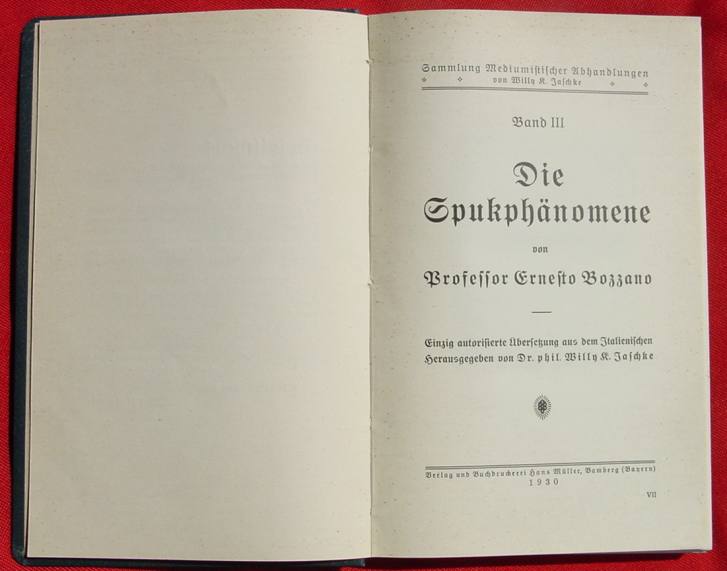 Sammlung Mediumistischer Abhandlungen
von Willy K. Jaschke
Band III
Die
Spukphänomene
von
Professor Ernesto Bozzano
Einzig autorisierte Übersetzung aus dem Italienischen
Herausgegeben von Dr. phil. Willy K. Jaschke
Verlag und Buchdruckerei Hans Müller, Bamberg (Bayern)
1930
VII